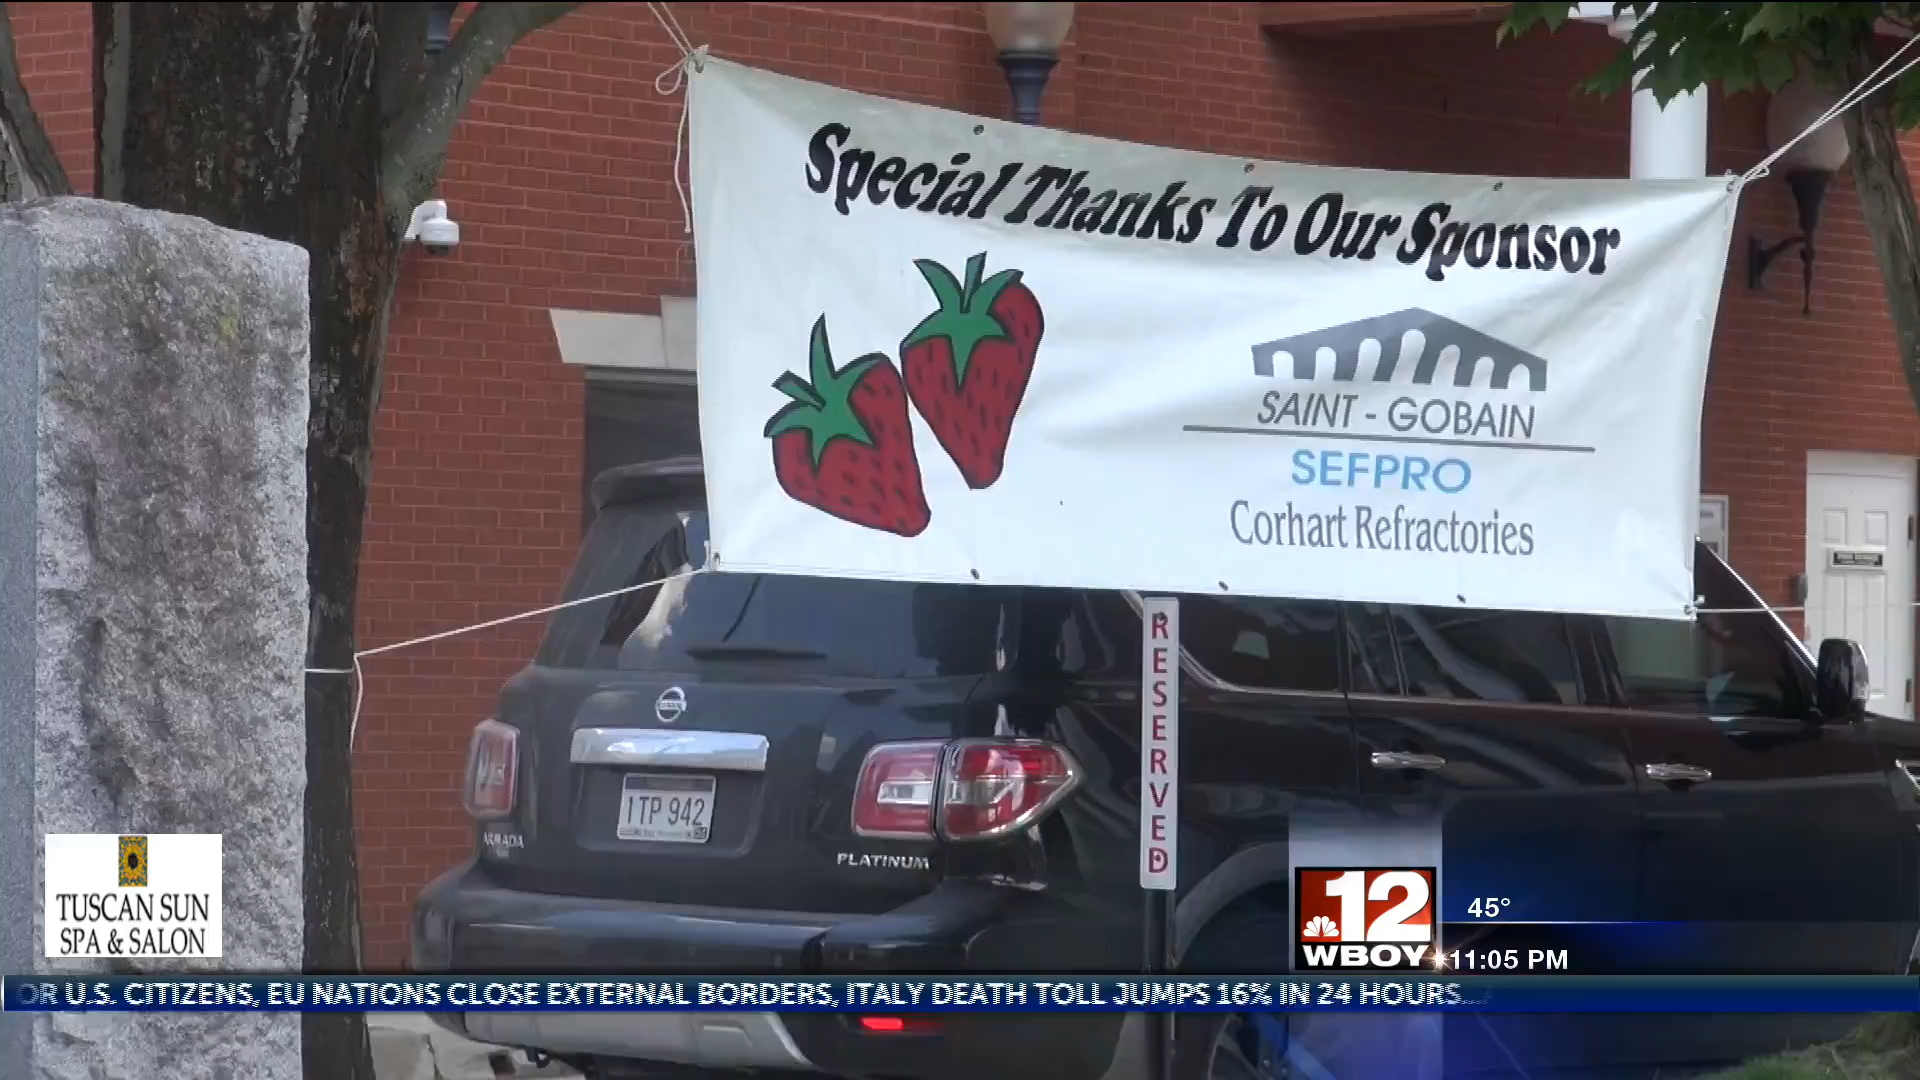 Special Thanks To Our Sponsor
SAINT-GOBAIN
SEFPRO
Corhart Refractories
RESERVED
NISSAN
1TP 942
ARMADA
PLATINUM
TUSCAN SUN
SPA & SALON
12
WBOY
45°
11:05 PM
OR U.S. CITIZENS, EU NATIONS CLOSE EXTERNAL BORDERS, ITALY DEATH TOLL JUMPS 16% IN 24 HOURS...